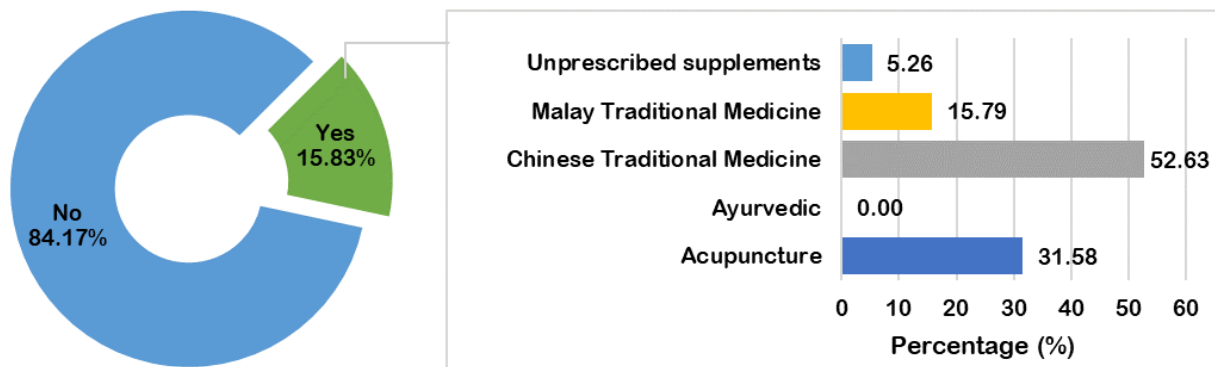 No
84.17%
Yes
15.83%
Unprescribed supplements 5.26
Malay Traditional Medicine 15.79
Chinese Traditional Medicine 52.63
Ayurvedic 0.00
Acupuncture 31.58
0 10 20 30 40 50 60
Percentage (%)